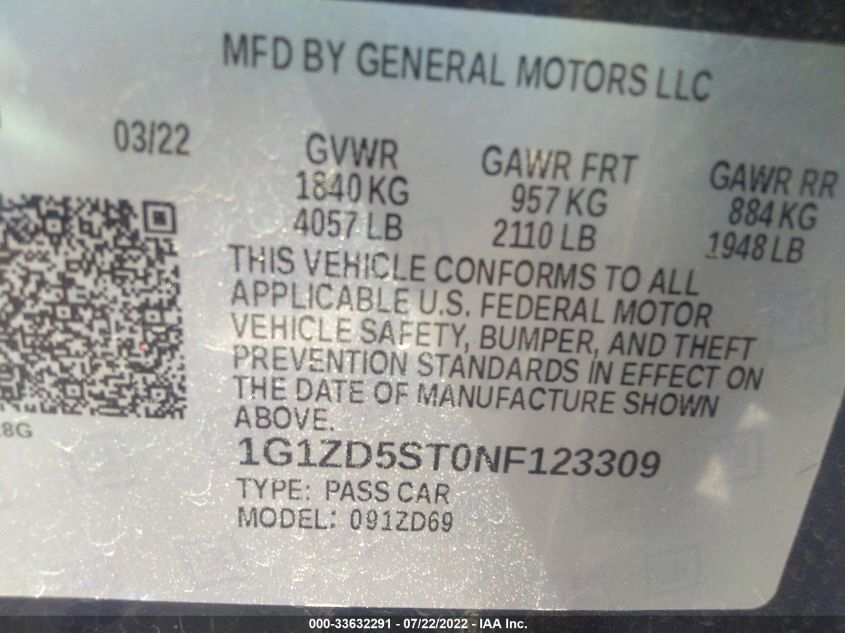 MFD BY GENERAL MOTORS LLC
03/22
GVWR
1840 KG
4057 LB
GAWR FRT
957 KG
2110 LB
GAWR RR
884 KG
1948 LB
THIS VEHICLE CONFORMS TO ALL
APPLICABLE U.S. FEDERAL MOTOR
VEHICLE SAFETY, BUMPER, AND THEFT
PREVENTION STANDARDS IN EFFECT ON
THE DATE OF MANUFACTURE SHOWN
ABOVE.
1G1ZD5ST0NF123309
TYPE: PASS CAR
MODEL: 091ZD69
000-33632291 - 07/22/2022 - IAA Inc.